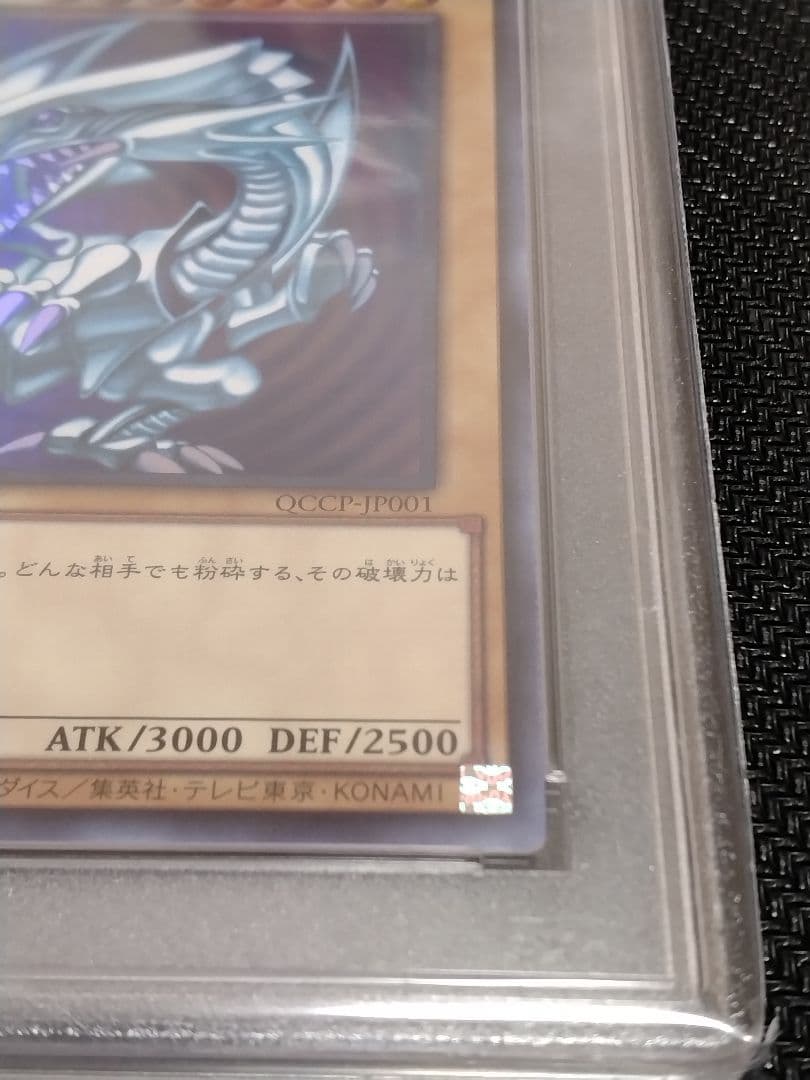 QCCP-JP001
。どんな相手でも粉砕する、その破壊力は
ATK/3000 DEF/2500
ダイス／集英社・テレビ東京・KONAMI